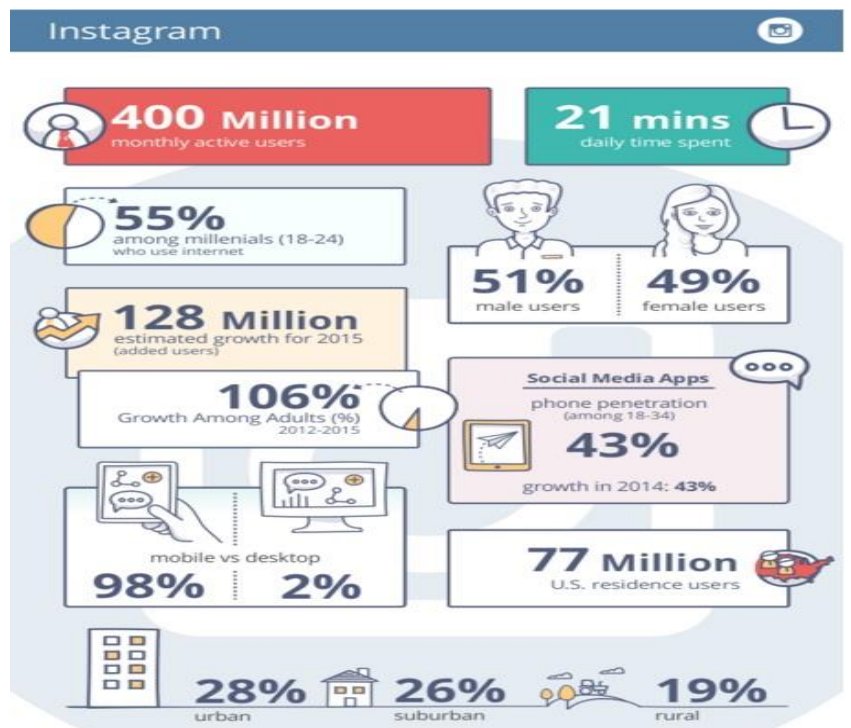 Instagram
400 Million
monthly active users
21 mins
daily time spent
55%
among millenials (18-24)
who use internet
51% 49%
male users female users
128 Million
estimated growth for 2015
(added users)
106%
Growth Among Adults (%)
2012-2015
Social Media Apps
phone penetration
(among 18-34)
43%
growth in 2014: 43%
mobile vs desktop
98% 2%
77 Million
U.S. residence users
28% 26% 19%
urban suburban rural